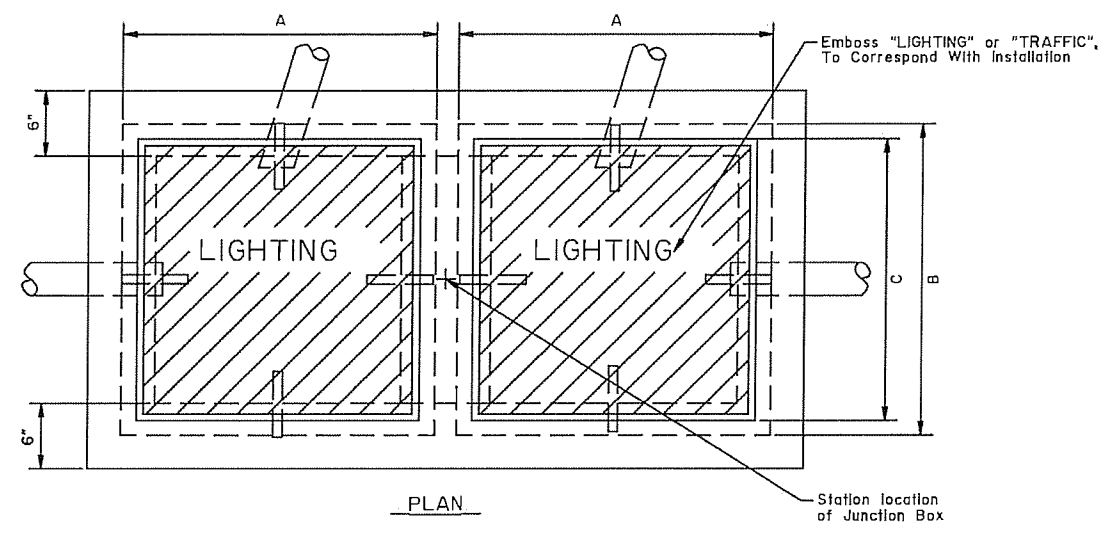 A
A
Emboss "LIGHTING" or "TRAFFIC",
To Correspond With Installation
6"
LIGHTING
LIGHTING
C
B
6"
PLAN
Station location
of Junction Box